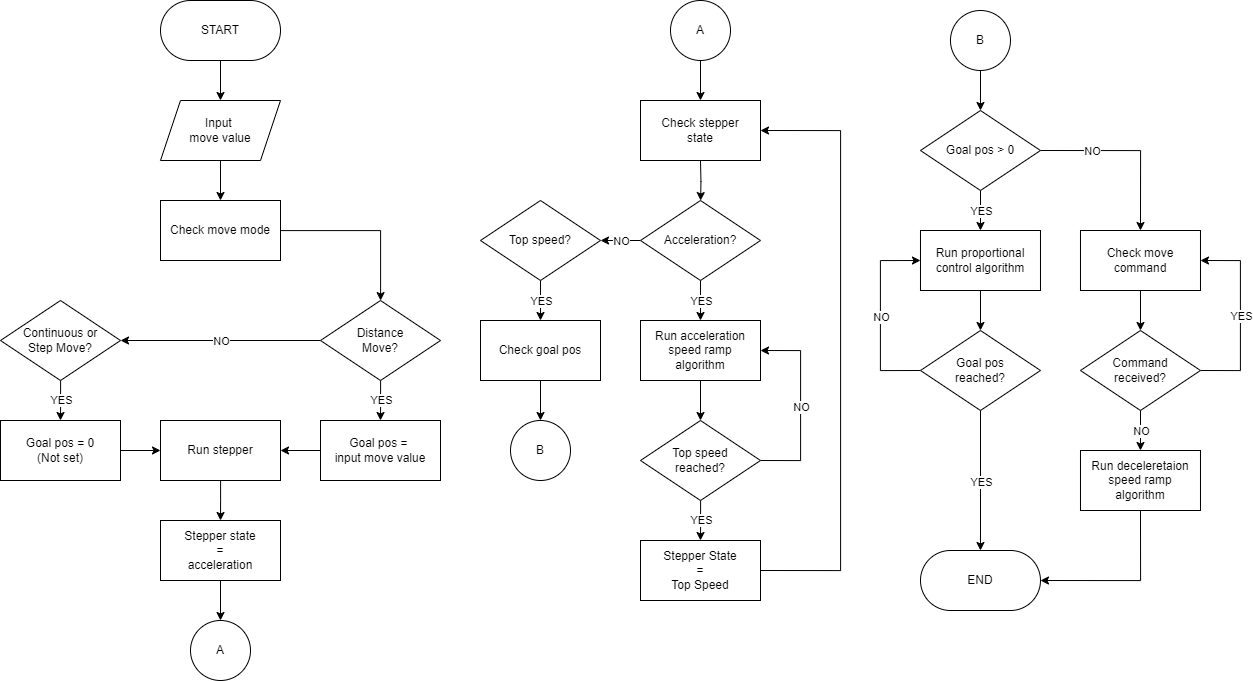 START
Input
move value
Check move mode
Distance
Move?
NO
Continuous or
Step Move?
YES
YES
Goal pos = 0
(Not set)
Run stepper
Goal pos =
input move value
Stepper state
=
acceleration
A
A
Check stepper
state
Acceleration?
NO
Top speed?
YES
YES
Check goal pos
B
Run acceleration
speed ramp
algorithm
NO
Top speed
reached?
YES
Stepper State
=
Top Speed
B
Goal pos > 0
NO
YES
Run proportional
control algorithm
Check move
command
NO
YES
Goal pos
reached?
Command
received?
NO
Run deceleretaion
speed ramp
algorithm
YES
END